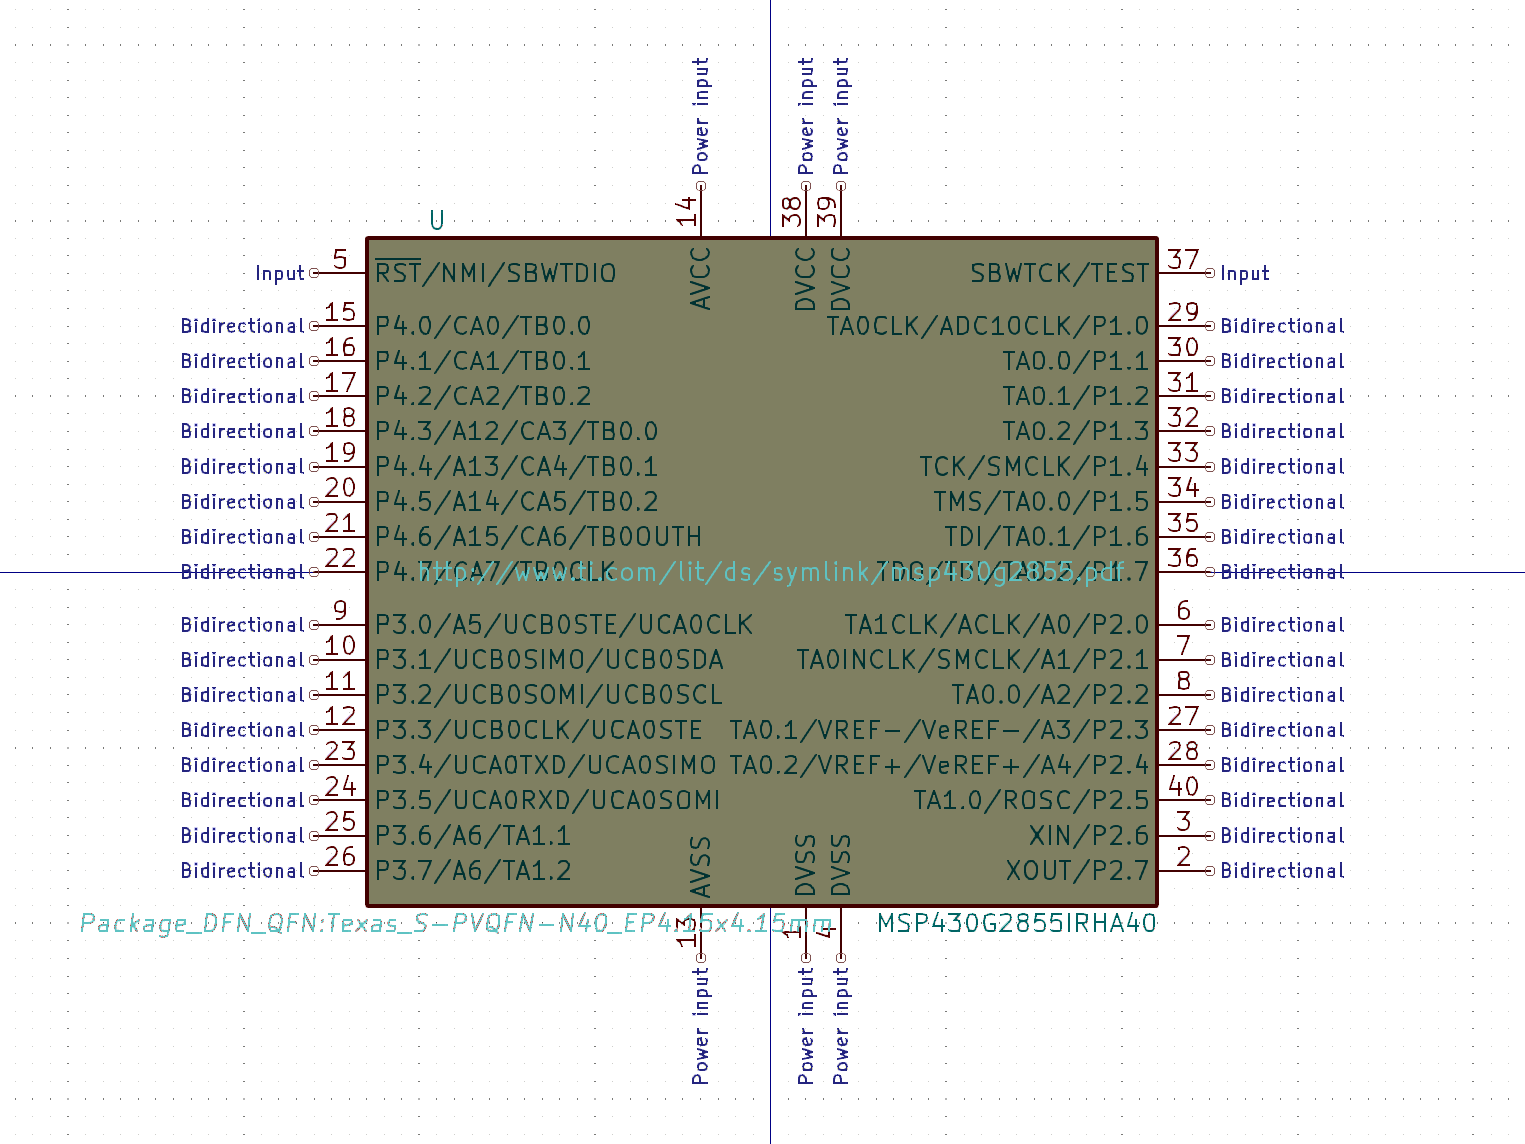 Power input
Power input
Power input
14
38
39
U
Input 5 RST/NMI/SBWTDIO
AVCC
DVCC
DVCC
SBWTCK/TEST 37 Input
Bidirectional 15 P4.0/CA0/TB0.0
TA0CLK/ADC10CLK/P1.0 29 Bidirectional
Bidirectional 16 P4.1/CA1/TB0.1
TA0.0/P1.1 30 Bidirectional
Bidirectional 17 P4.2/CA2/TB0.2
TA0.1/P1.2 31 Bidirectional
Bidirectional 18 P4.3/A12/CA3/TB0.0
TA0.2/P1.3 32 Bidirectional
Bidirectional 19 P4.4/A13/CA4/TB0.1
TCK/SMCLK/P1.4 33 Bidirectional
Bidirectional 20 P4.5/A14/CA5/TB0.2
TMS/TA0.0/P1.5 34 Bidirectional
Bidirectional 21 P4.6/A15/CA6/TB0OUTH
TDI/TA0.1/P1.6 35 Bidirectional
Bidirectional 22 P4.7/CA7/TB0CLK
http://www.ti.com/lit/ds/symlink/msp430g2855.pdf
36 Bidirectional
Bidirectional 9 P3.0/A5/UCB0STE/UCA0CLK
TA1CLK/ACLK/A0/P2.0 6 Bidirectional
Bidirectional 10 P3.1/UCB0SIMO/UCB0SDA
TA0INCLK/SMCLK/A1/P2.1 7 Bidirectional
Bidirectional 11 P3.2/UCB0SOMI/UCB0SCL
TA0.0/A2/P2.2 8 Bidirectional
Bidirectional 12 P3.3/UCB0CLK/UCA0STE
TA0.1/VREF-/VeREF-/A3/P2.3 27 Bidirectional
Bidirectional 23 P3.4/UCA0TXD/UCA0SIMO
TA0.2/VREF+/VeREF+/A4/P2.4 28 Bidirectional
Bidirectional 24 P3.5/UCA0RXD/UCA0SOMI
TA1.0/ROSC/P2.5 40 Bidirectional
Bidirectional 25 P3.6/A6/TA1.1
XIN/P2.6 3 Bidirectional
Bidirectional 26 P3.7/A6/TA1.2
AVSS
DVSS
DVSS
XOUT/P2.7 2 Bidirectional
Package_DFN_QFN:Texas_S-PVQFN-N40_EP4.15x4.15mm
MSP430G2855IRHA40
13
1
4
Power input
Power input
Power input